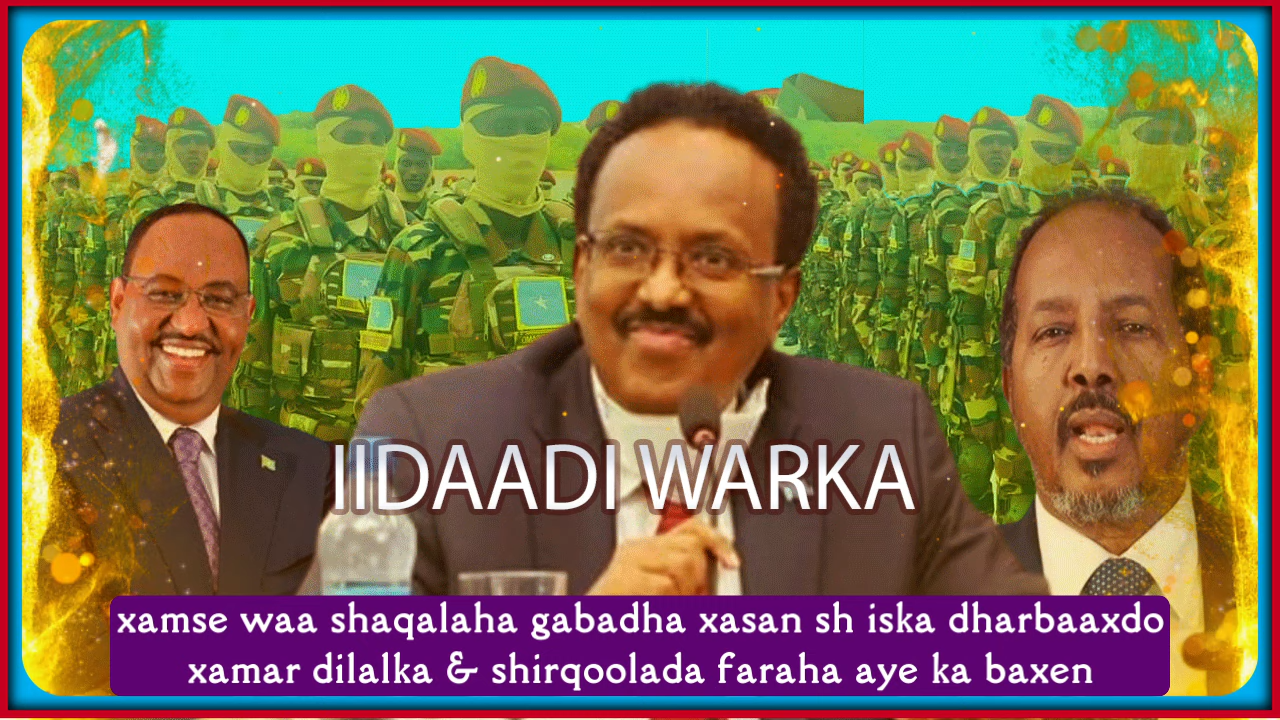 IIDAADI WARKA
xamse waa shaqalaha gabadha xasan sh iska dharbaaxdo
xamar dilalka & shirqoolada faraha aye ka baxen